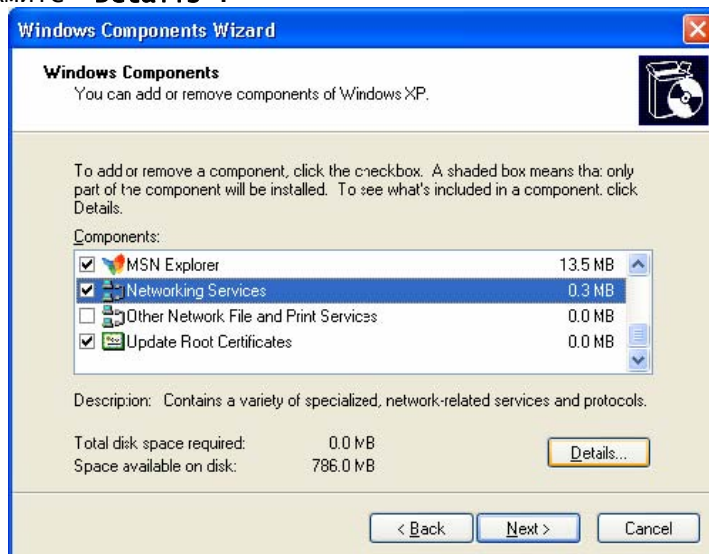 "Details".
Windows Components Wizard
Windows Components
You can add or remove components of Windows XP.
To add or remove a component, click the checkbox. A shaded box means that only
part of the component will be installed. To see what's included in a component, click
Details.
Components:
MSN Explorer 13.5 MB
Networking Services 0.3 MB
Other Network File and Print Services 0.0 MB
Update Root Certificates 0.0 MB
Description: Contains a variety of specialized, network-related services and protocols.
Total disk space required: 0.0 MB
Space available on disk: 786.0 MB
Details...
< Back Next > Cancel